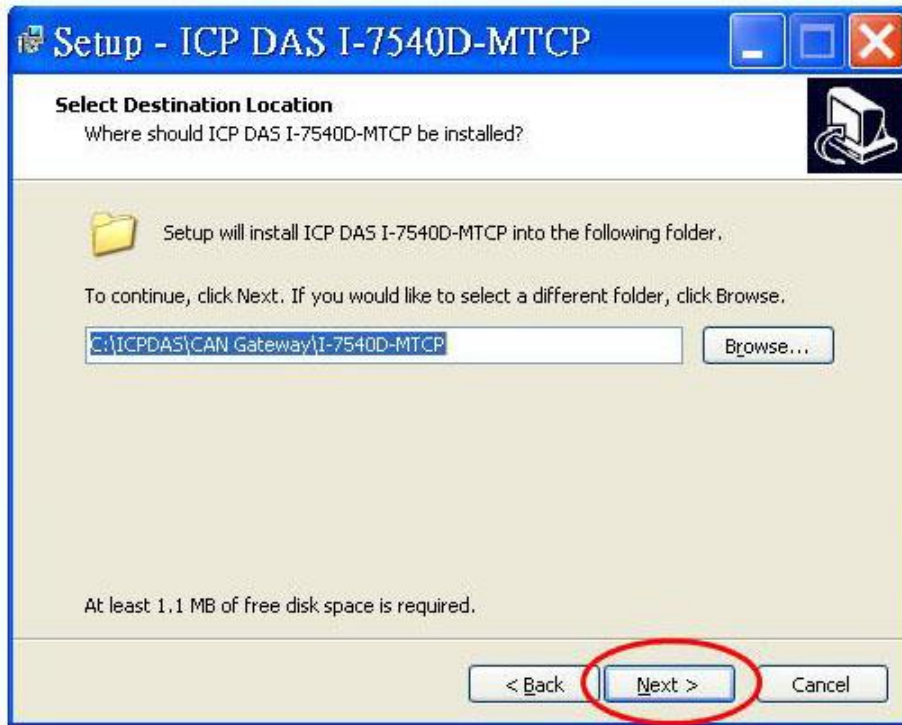 Setup - ICP DAS I-7540D-MTCP
Select Destination Location
Where should ICP DAS I-7540D-MTCP be installed?
Setup will install ICP DAS I-7540D-MTCP into the following folder.
To continue, click Next. If you would like to select a different folder, click Browse.
C:\ICPDAS\CAN Gateway\I-7540D-MTCP
Browse...
At least 1.1 MB of free disk space is required.
< Back
Next >
Cancel